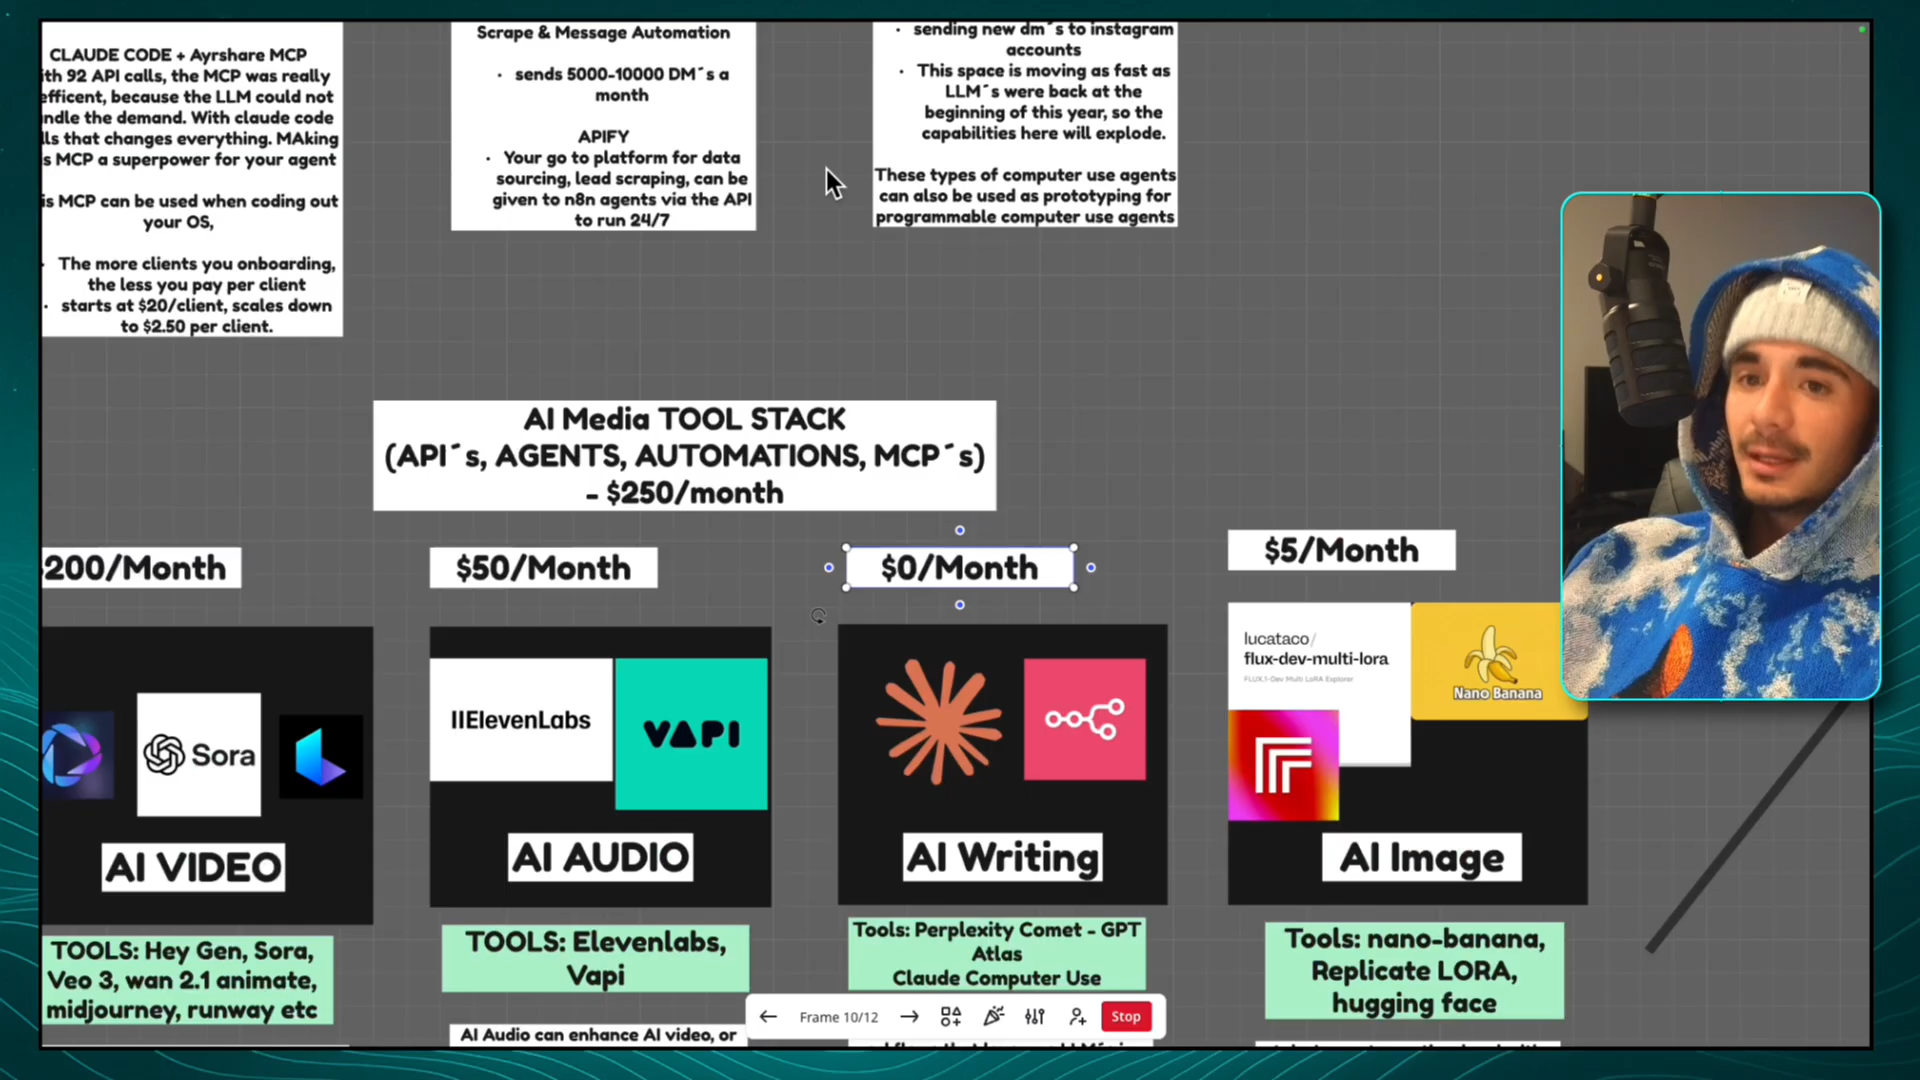 CLAUDE CODE + Ayrshare MCP
ith 92 API calls, the MCP was really
efficent, because the LLM could not
ndle the demand. With claude code
lls that changes everything. MAking
s MCP a superpower for your agent
is MCP can be used when coding out
your OS,
The more clients you onboarding,
the less you pay per client
· starts at $20/client, scales down
to $2.50 per client.
Scrape & Message Automation
· sends 5000-10000 DM´s a
month
APIFY
· Your go to platform for data
sourcing, lead scraping, can be
given to n8n agents via the API
to run 24/7
· sending new dm´s to instagram
accounts
· This space is moving as fast as
LLM´s were back at the
beginning of this year, so the
capabilities here will explode.
These types of computer use agents
can also be used as prototyping for
programmable computer use agents
AI Media TOOL STACK
(API´s, AGENTS, AUTOMATIONS, MCP´s)
- $250/month
200/Month
$50/Month
$0/Month
$5/Month
Sora
AI VIDEO
TOOLS: Hey Gen, Sora,
Veo 3, wan 2.1 animate,
midjourney, runway etc
IIElevenLabs
VAPI
AI AUDIO
TOOLS: Elevenlabs,
Vapi
AI Audio can enhance AI video, or
AI Writing
Tools: Perplexity Comet - GPT
Atlas
Claude Computer Use
lucataco/
flux-dev-multi-lora
FLUX.1-Dev Multi LoRA Explorer
Nano Banana
AI Image
Tools: nano-banana,
Replicate LORA,
hugging face
Frame 10/12
Stop